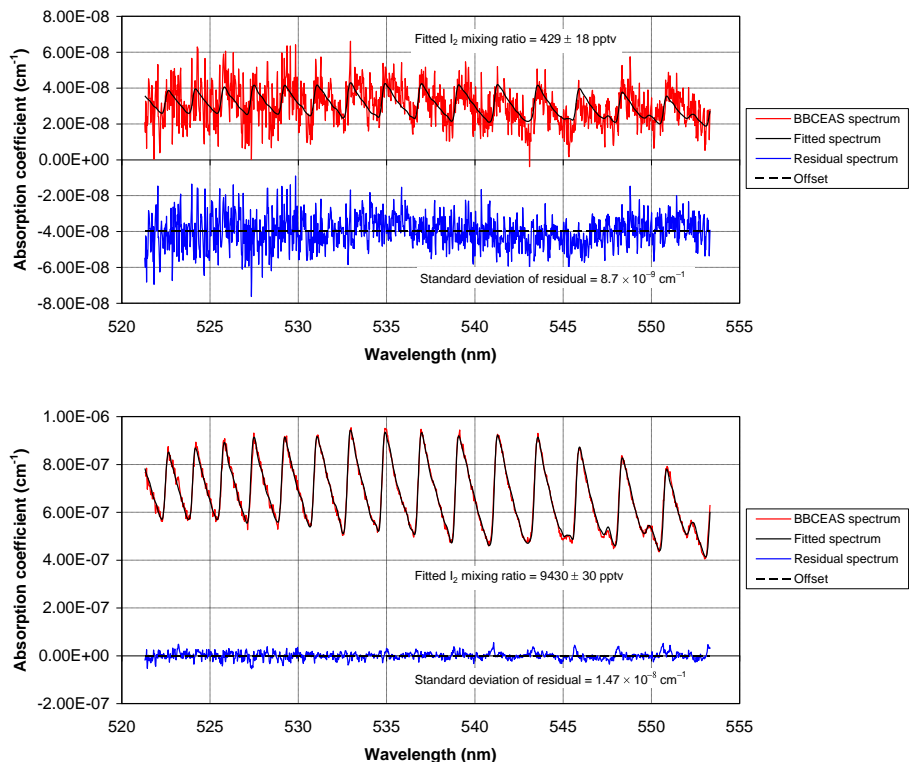 8.00E-08
6.00E-08
4.00E-08
2.00E-08
0.00E+00
-2.00E-08
-4.00E-08
-6.00E-08
-8.00E-08
Absorption coefficient (cm⁻¹)
Fitted I₂ mixing ratio = 429 ± 18 pptv
Standard deviation of residual = 8.7 × 10⁻⁹ cm⁻¹
520 525 530 535 540 545 550 555
Wavelength (nm)
BBCEAS spectrum
Fitted spectrum
Residual spectrum
Offset
1.00E-06
8.00E-07
6.00E-07
4.00E-07
2.00E-07
0.00E+00
-2.00E-07
Absorption coefficient (cm⁻¹)
Fitted I₂ mixing ratio = 9430 ± 30 pptv
Standard deviation of residual = 1.47 × 10⁻⁸ cm⁻¹
520 525 530 535 540 545 550 555
Wavelength (nm)
BBCEAS spectrum
Fitted spectrum
Residual spectrum
Offset